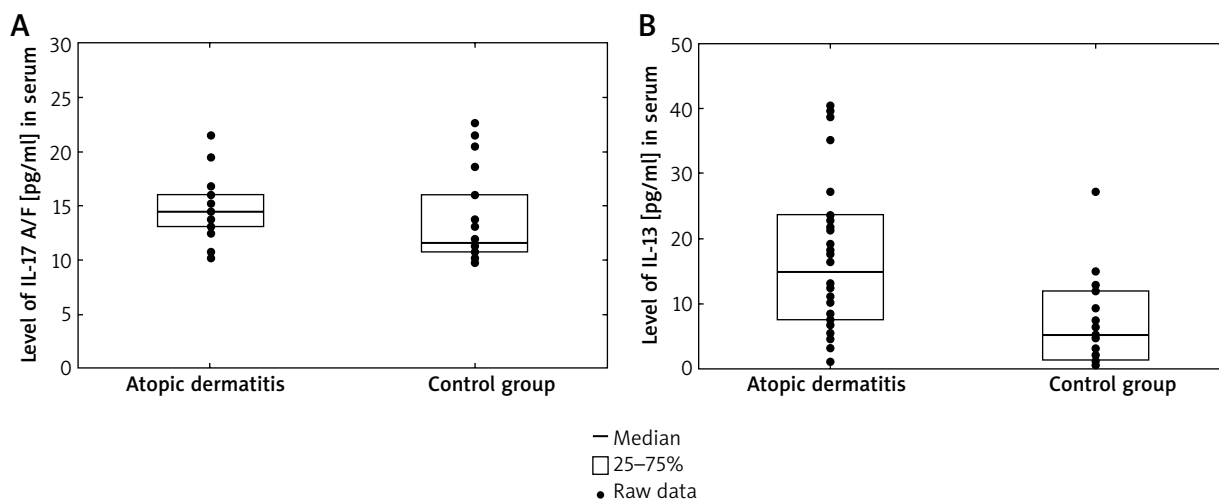 A
Level of IL-17 A/F [pg/ml] in serum
30
25
20
15
10
5
0
Atopic dermatitis
Control group
B
Level of IL-13 [pg/ml] in serum
50
40
30
20
10
0
Atopic dermatitis
Control group
Median
25–75%
Raw data